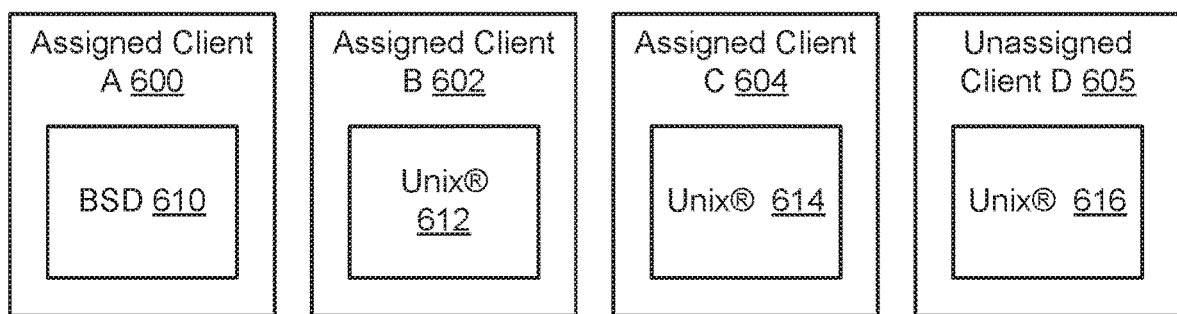 Assigned Client
A 600
BSD 610
Assigned Client
B 602
Unix®
612
Assigned Client
C 604
Unix® 614
Unassigned
Client D 605
Unix® 616